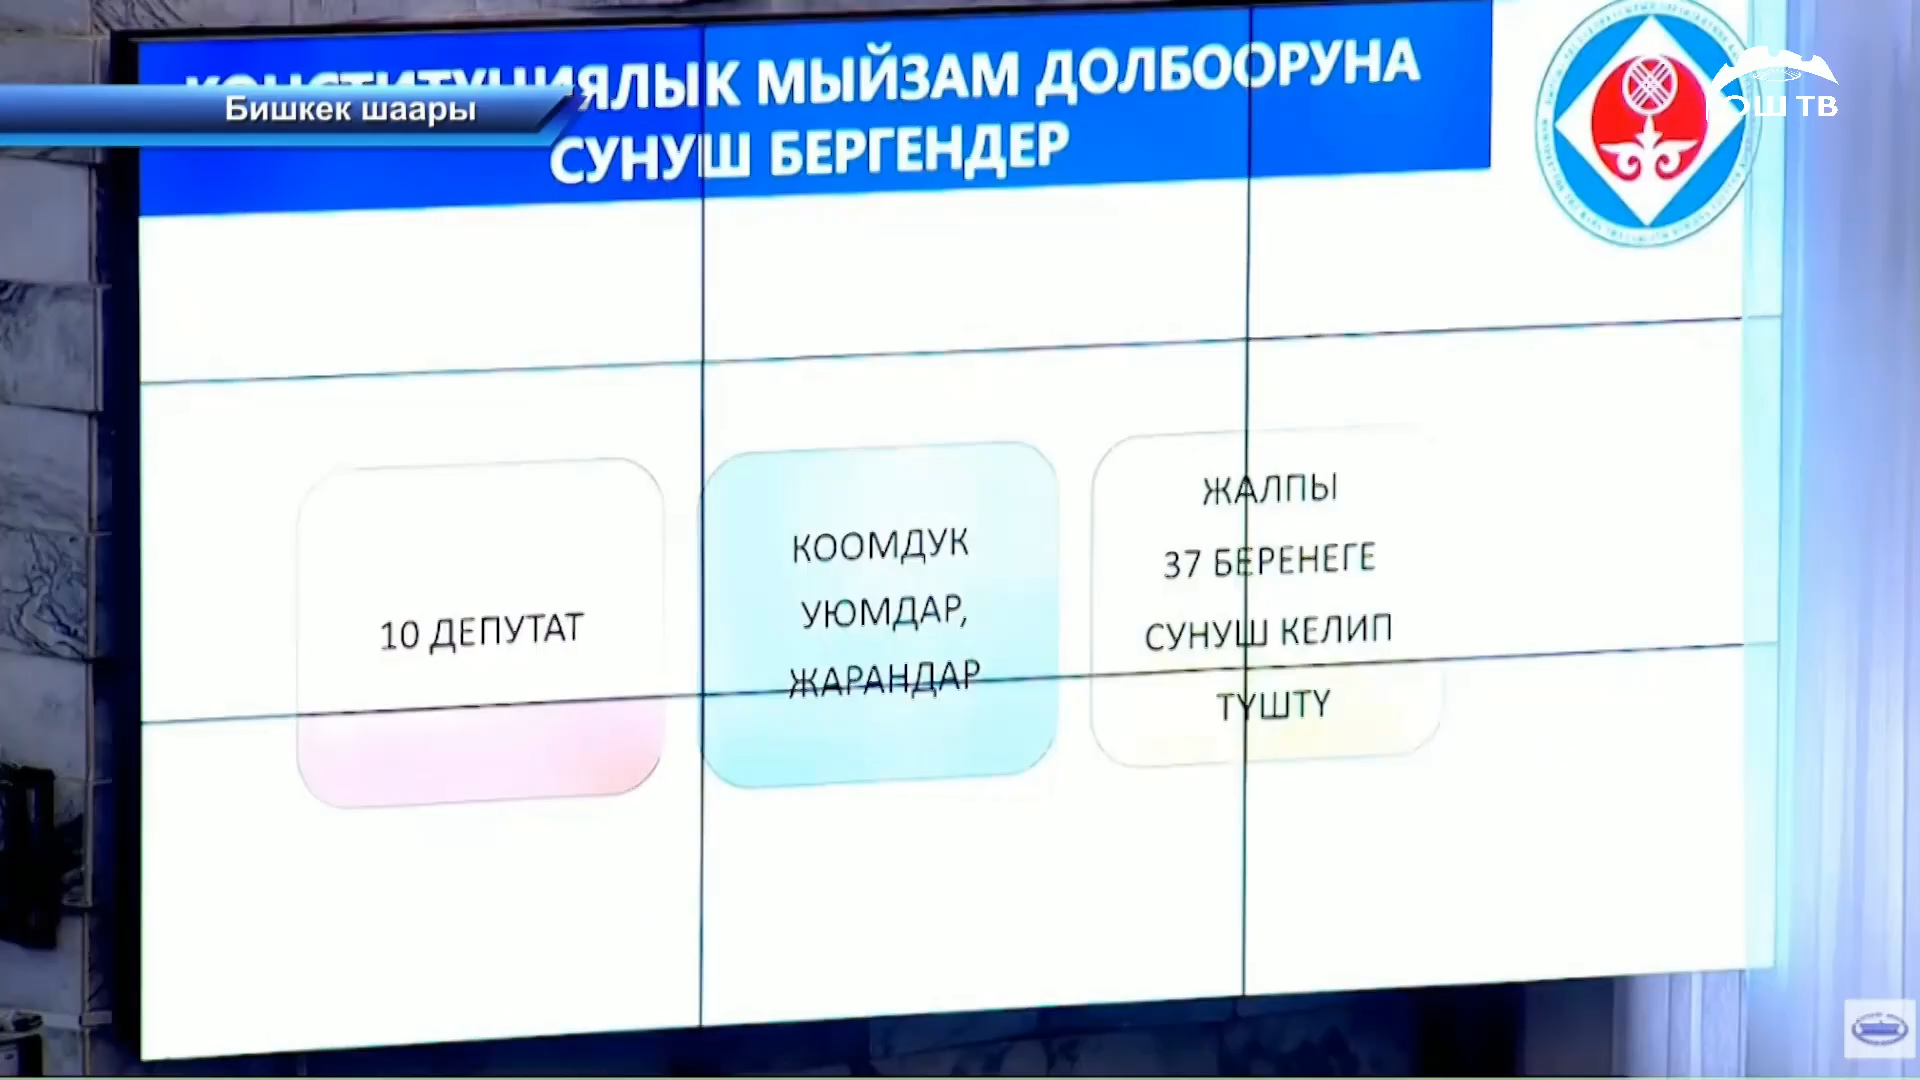 КОНСТИТУЦИЯЛЫК МЫЙЗАМ ДОЛБООРУНА
СУНУШ БЕРГЕНДЕР
Бишкек шаары
ОШ ТВ
10 ДЕПУТАТ
КООМДУК
УЮМДАР,
ЖАРАНДАР
ЖАЛПЫ
37 БЕРЕНЕГЕ
СУНУШ КЕЛИП
ТҮШТҮ